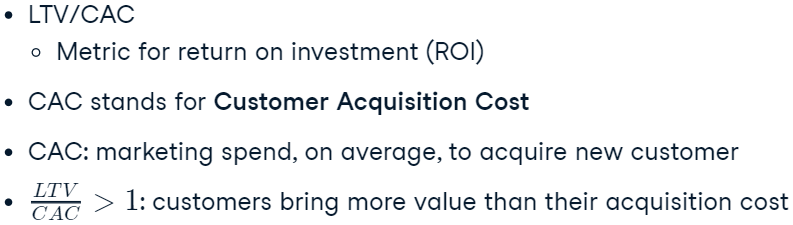 • LTV/CAC
◦ Metric for return on investment (ROI)
• CAC stands for Customer Acquisition Cost
• CAC: marketing spend, on average, to acquire new customer
• LTV/CAC > 1: customers bring more value than their acquisition cost